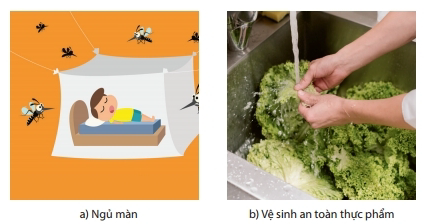 a) Ngủ màn
b) Vệ sinh an toàn thực phẩm